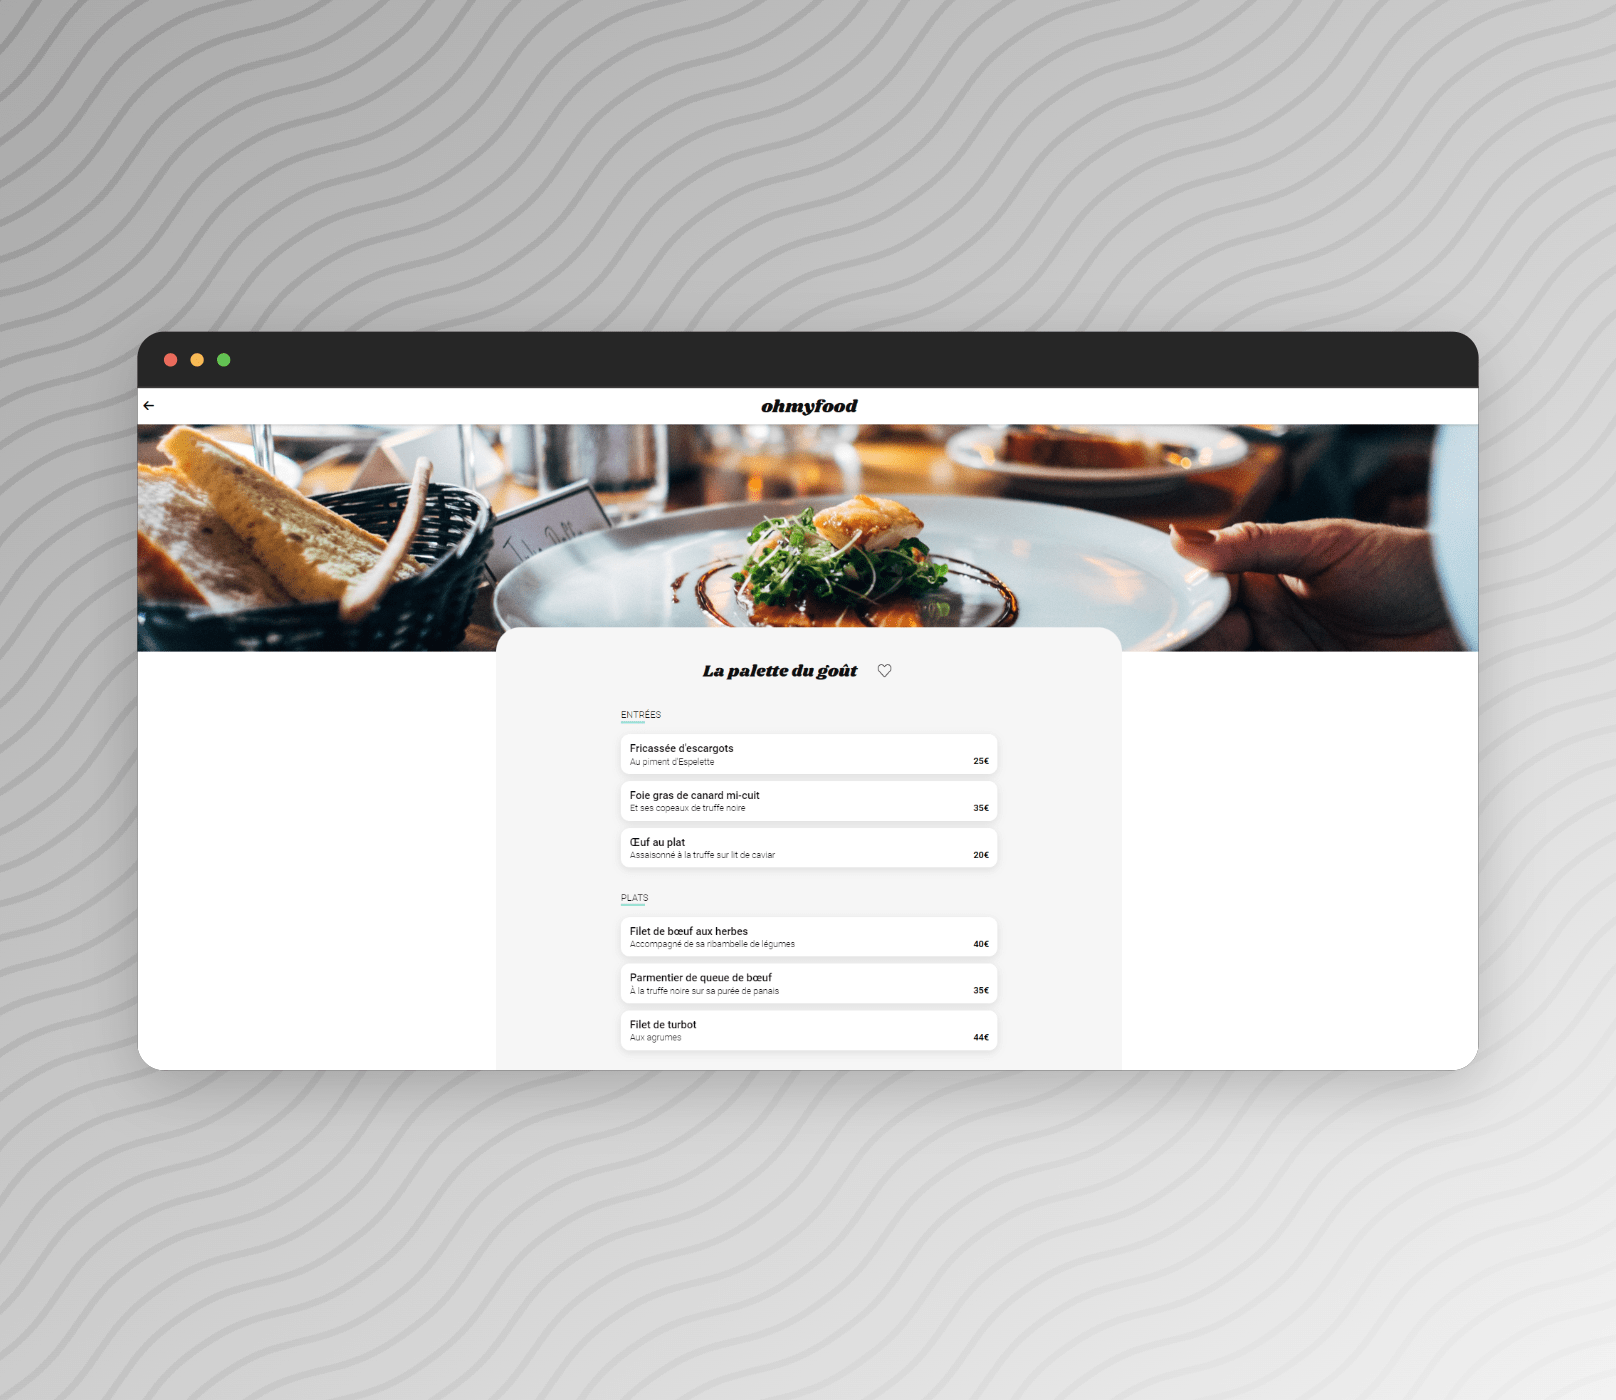 ohmyfood
La palette du goût
ENTRÉES
Fricassée d'escargots
Au piment d'Espelette
25€
Foie gras de canard mi-cuit
Et ses copeaux de truffe noire
35€
Œuf au plat
Assaisonné à la truffe sur lit de caviar
20€
PLATS
Filet de bœuf aux herbes
Accompagné de sa ribambelle de légumes
40€
Parmentier de queue de bœuf
À la truffe noire sur sa purée de panais
35€
Filet de turbot
Aux agrumes
44€